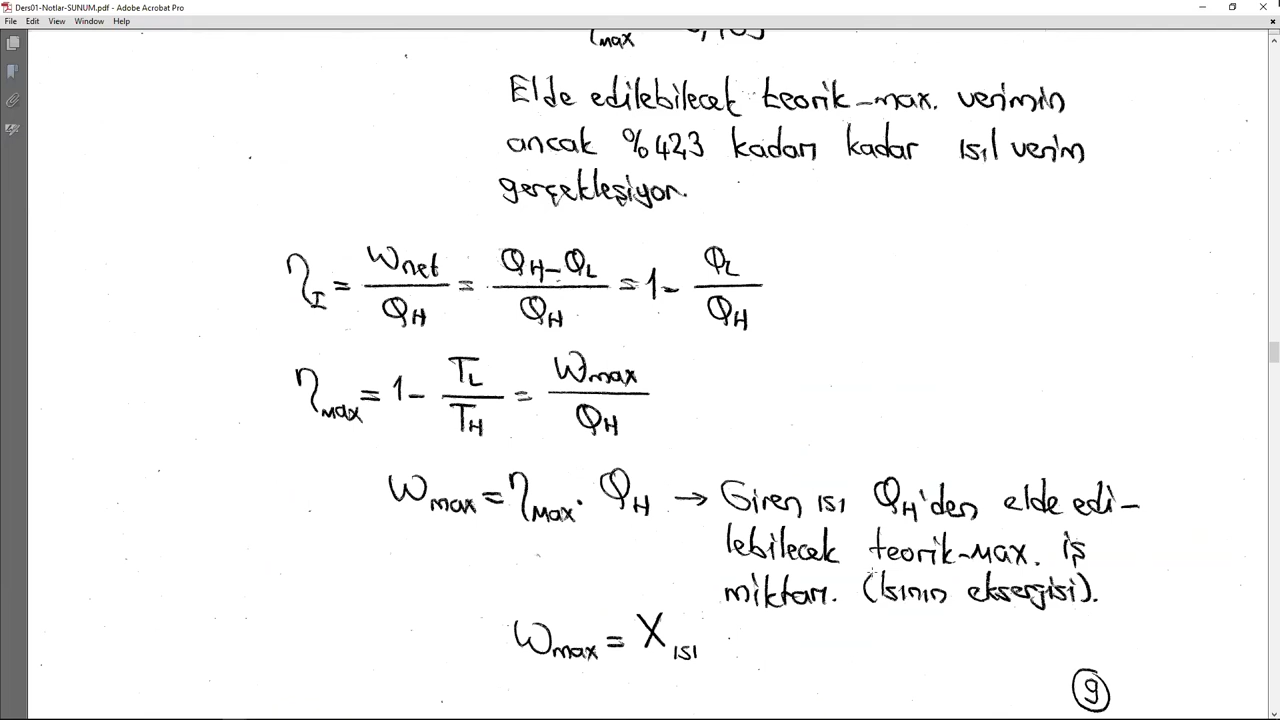 Ders01-Notlar-SUNUM.pdf - Adobe Acrobat Pro
File Edit View Window Help
Elde edilebilecek teorik-max. verimin
ancak %42,3 kadarı kadar ısıl verim
gerçekleşiyor.
η_I = W_net / Q_H = (Q_H - Q_L) / Q_H = 1 - Q_L / Q_H
η_max = 1 - T_L / T_H = W_max / Q_H
W_max = η_max · Q_H → Giren ısı Q_H'den elde edi-
lebilecek teorik-max. iş
miktarı. (Isının eksergisi).
W_max = X_ısı
9